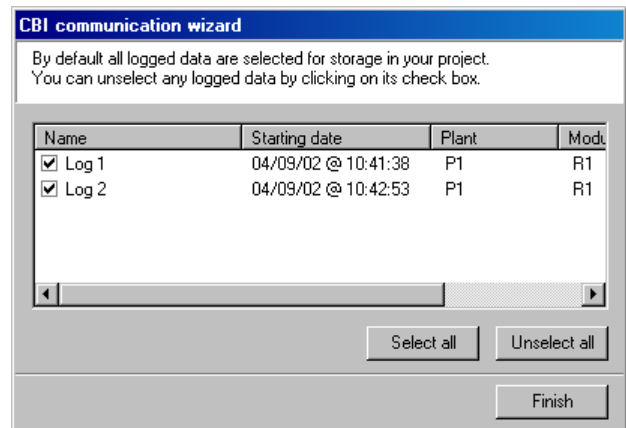 CBI communication wizard
By default all logged data are selected for storage in your project.
You can unselect any logged data by clicking on its check box.
Name Starting date Plant Modu
Log 1 04/09/02 @ 10:41:38 P1 R1
Log 2 04/09/02 @ 10:42:53 P1 R1
Select all Unselect all
Finish